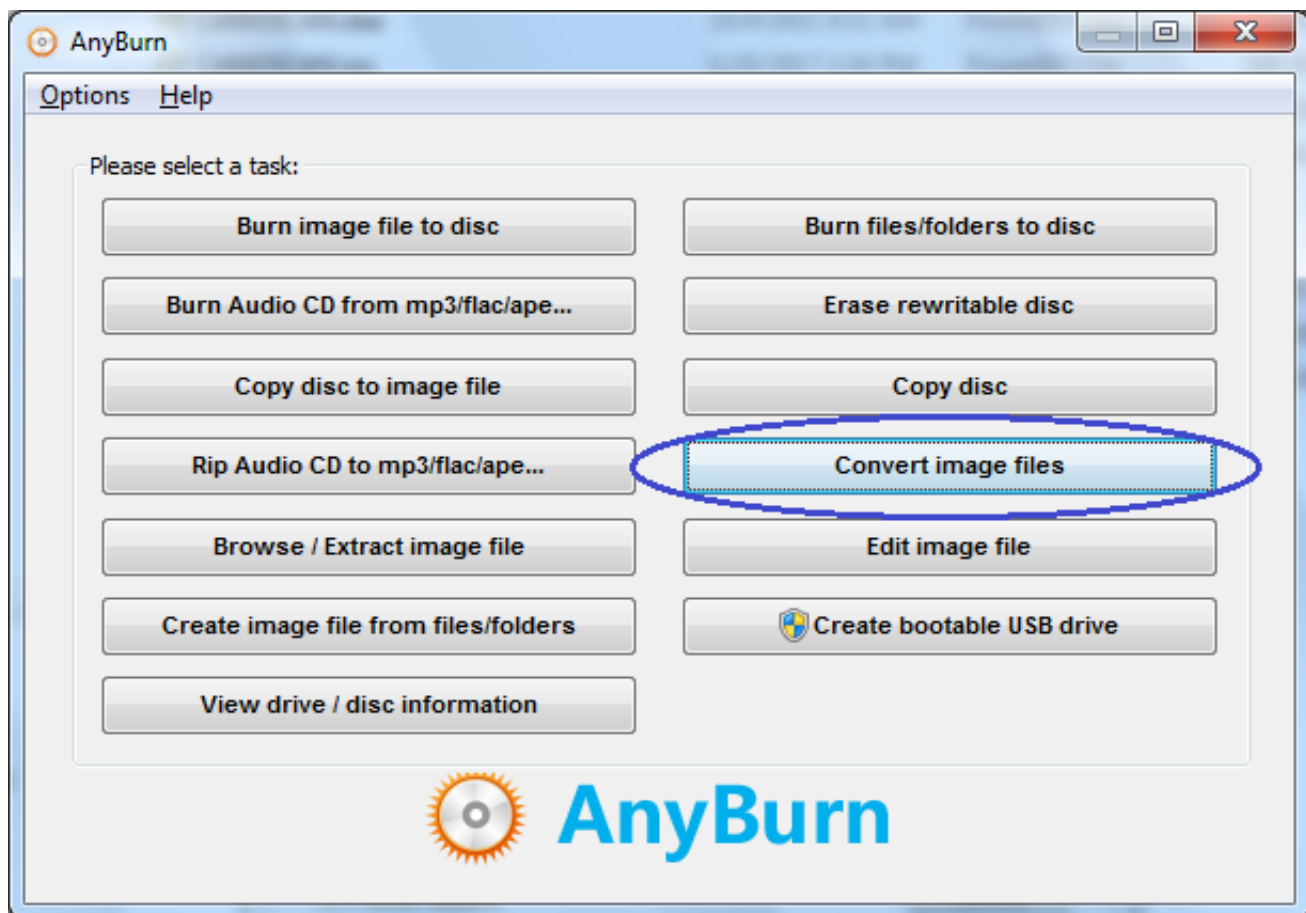 AnyBurn
Options Help
Please select a task:
Burn image file to disc
Burn files/folders to disc
Burn Audio CD from mp3/flac/ape...
Erase rewritable disc
Copy disc to image file
Copy disc
Rip Audio CD to mp3/flac/ape...
Convert image files
Browse / Extract image file
Edit image file
Create image file from files/folders
Create bootable USB drive
View drive / disc information
AnyBurn